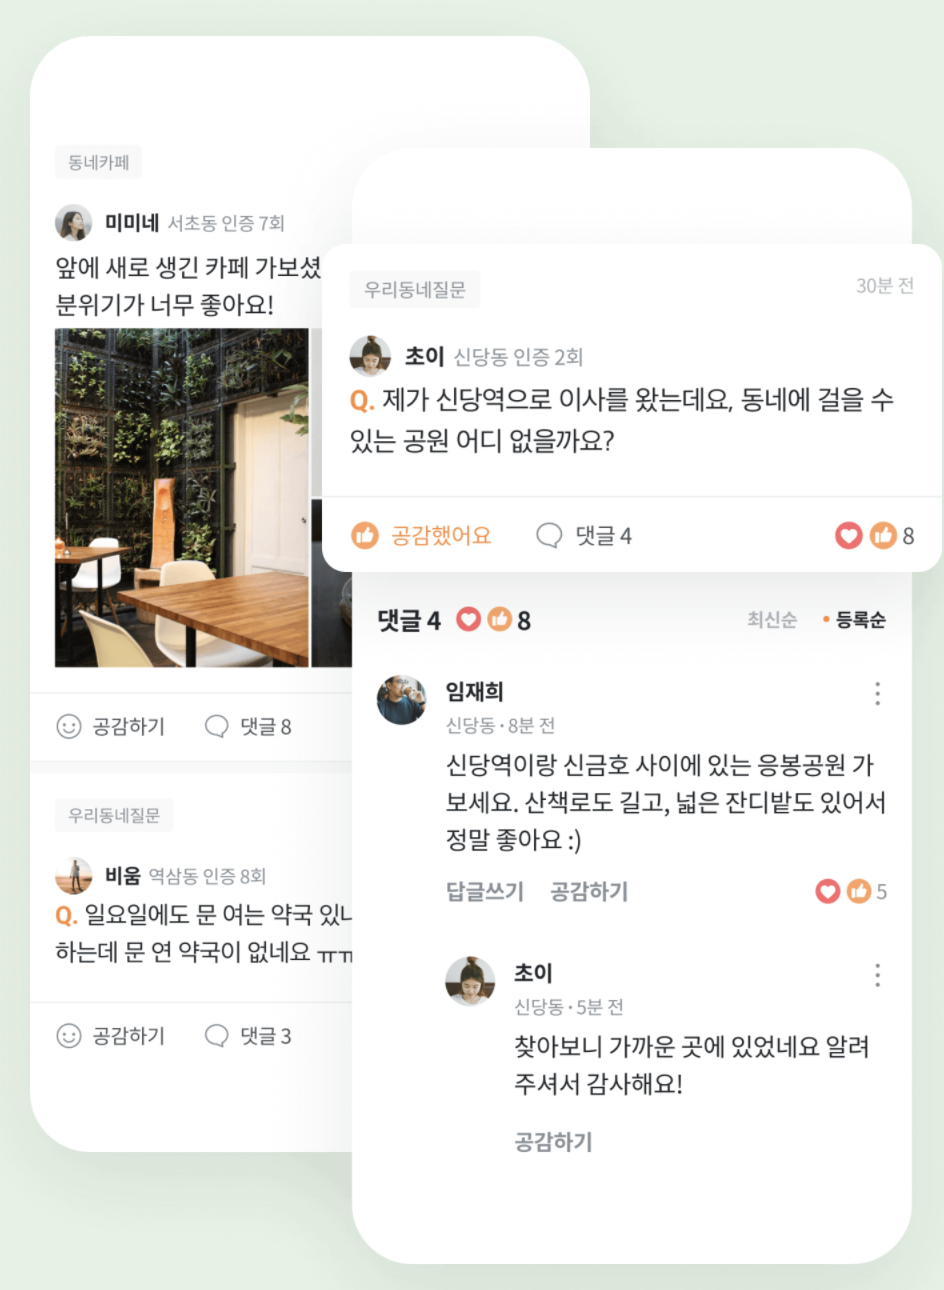 동네카페
미미네 서초동 인증 7회
앞에 새로 생긴 카페 가보셨
분위기가 너무 좋아요!
공감하기 댓글 8
우리동네질문
비움 역삼동 인증 8회
Q. 일요일에도 문 여는 약국 있
하는데 문 연 약국이 없네요 ㅠㅠ
공감하기 댓글 3
우리동네질문 30분 전
초이 신당동 인증 2회
Q. 제가 신당역으로 이사를 왔는데요, 동네에 걸을 수
있는 공원 어디 없을까요?
공감했어요 댓글 4 8
댓글 4 8 최신순 • 등록순
임재희
신당동 · 8분 전
신당역이랑 신금호 사이에 있는 응봉공원 가
보세요. 산책로도 길고, 넓은 잔디밭도 있어서
정말 좋아요 :)
답글쓰기 공감하기 5
초이
신당동 · 5분 전
찾아보니 가까운 곳에 있었네요 알려
주셔서 감사해요!
공감하기